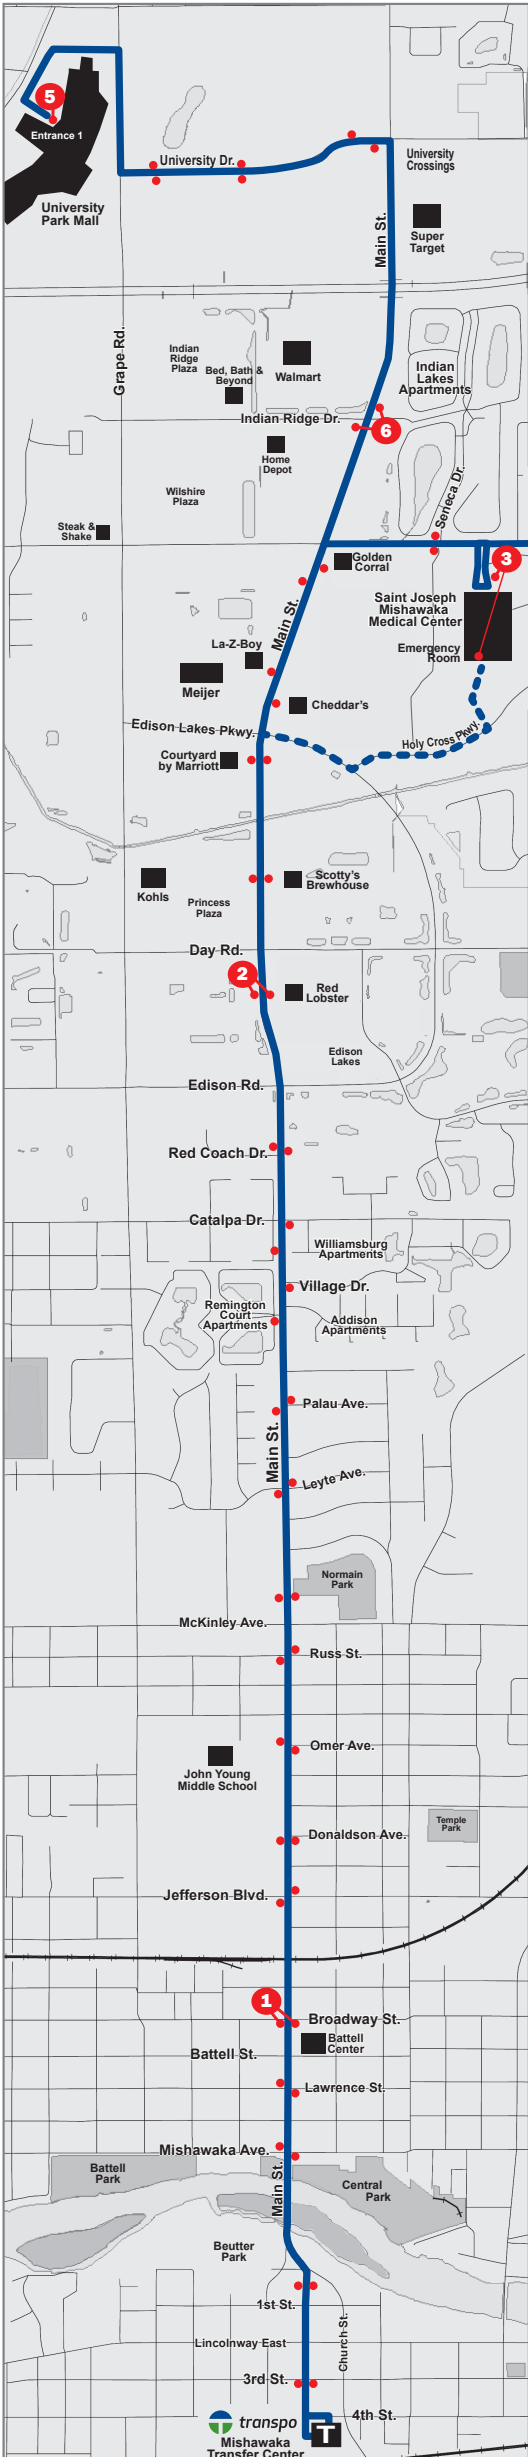 5
Entrance 1
University Dr.
University
Crossings
University
Park Mall
Main St.
Super
Target
Grape Rd.
Indian
Ridge
Plaza
Bed, Bath &
Beyond
Walmart
Indian
Lakes
Apartments
Indian Ridge Dr.
6
Home
Depot
Wilshire
Plaza
Seneca Dr.
Steak &
Shake
Golden
Corral
3
Saint Joseph
Mishawaka
Medical Center
Emergency
Room
Main St.
La-Z-Boy
Meijer
Cheddar's
Edison Lakes Pkwy.
Holy Cross Pkwy.
Courtyard
by Marriott
Kohls
Scotty's
Brewhouse
Princess
Plaza
Day Rd.
2
Red
Lobster
Edison
Lakes
Edison Rd.
Red Coach Dr.
Catalpa Dr.
Williamsburg
Apartments
Village Dr.
Remington
Court
Apartments
Addison
Apartments
Palau Ave.
Main St.
Leyte Ave.
Normain
Park
McKinley Ave.
Russ St.
Omer Ave.
John Young
Middle School
Temple
Park
Donaldson Ave.
Jefferson Blvd.
1
Broadway St.
Battell
Center
Battell St.
Lawrence St.
Mishawaka Ave.
Battell
Park
Main St.
Central
Park
Beutter
Park
1st St.
Church St.
Lincolnway East
3rd St.
4th St.
transpo
T
Mishawaka
Transfer Center